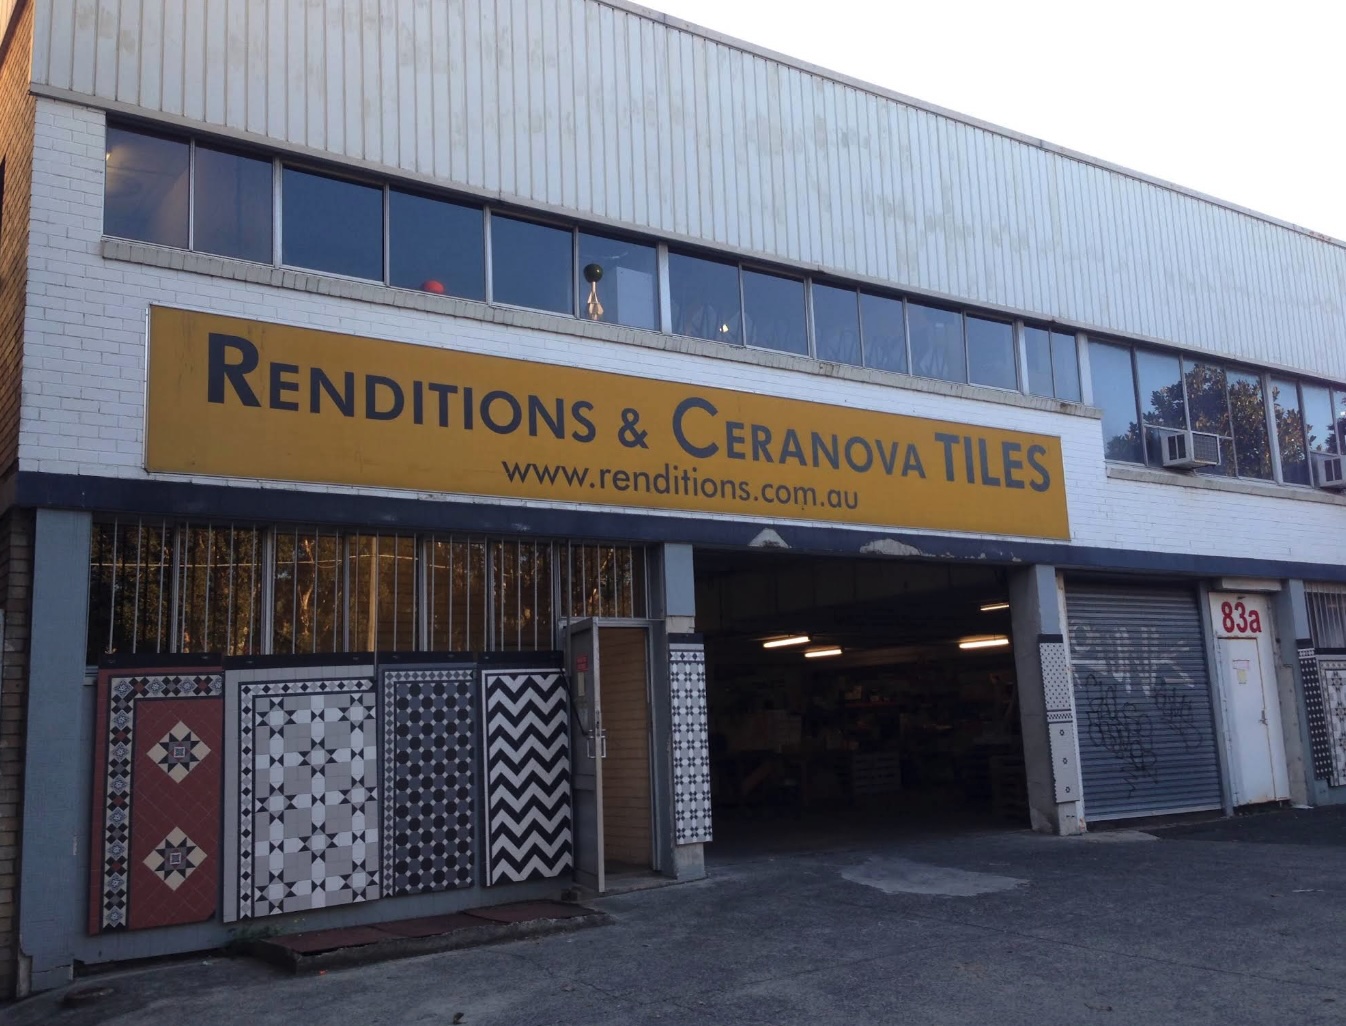 RENDITIONS & CERANOVA TILES
www.renditions.com.au
83a